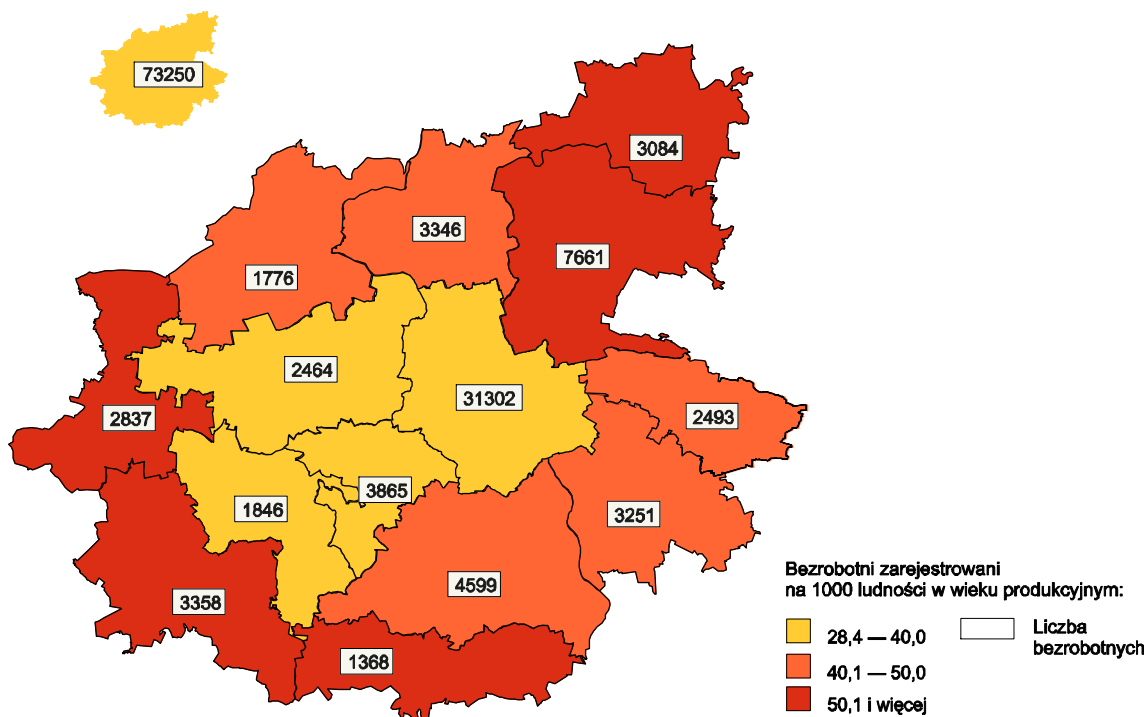 73250
3084
3346
7661
1776
2464
31302
2837
2493
3865
1846
3251
4599
3358
1368
Bezrobotni zarejestrowani
na 1000 ludności w wieku produkcyjnym:
28,4 — 40,0
40,1 — 50,0
50,1 i więcej
Liczba
bezrobotnych